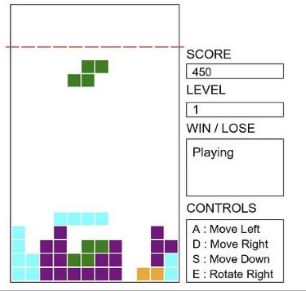 SCORE
450
LEVEL
1
WIN / LOSE
Playing
CONTROLS
A : Move Left
D : Move Right
S : Move Down
E : Rotate Right